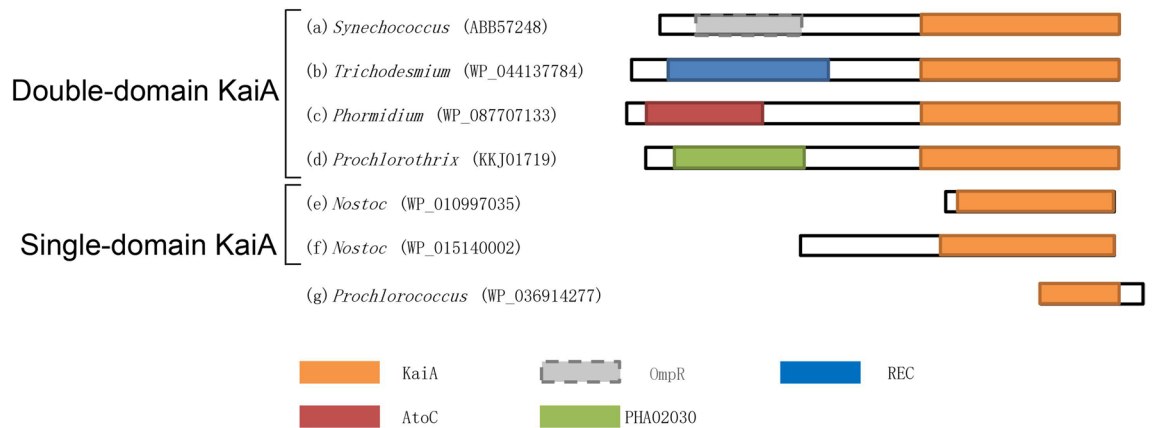 Double-domain KaiA
(a) Synechococcus (ABB57248)
(b) Trichodesmium (WP_044137784)
(c) Phormidium (WP_087707133)
(d) Prochlorothrix (KKJ01719)
Single-domain KaiA
(e) Nostoc (WP_010997035)
(f) Nostoc (WP_015140002)
(g) Prochlorococcus (WP_036914277)
KaiA OmpR REC
AtoC PHA02030